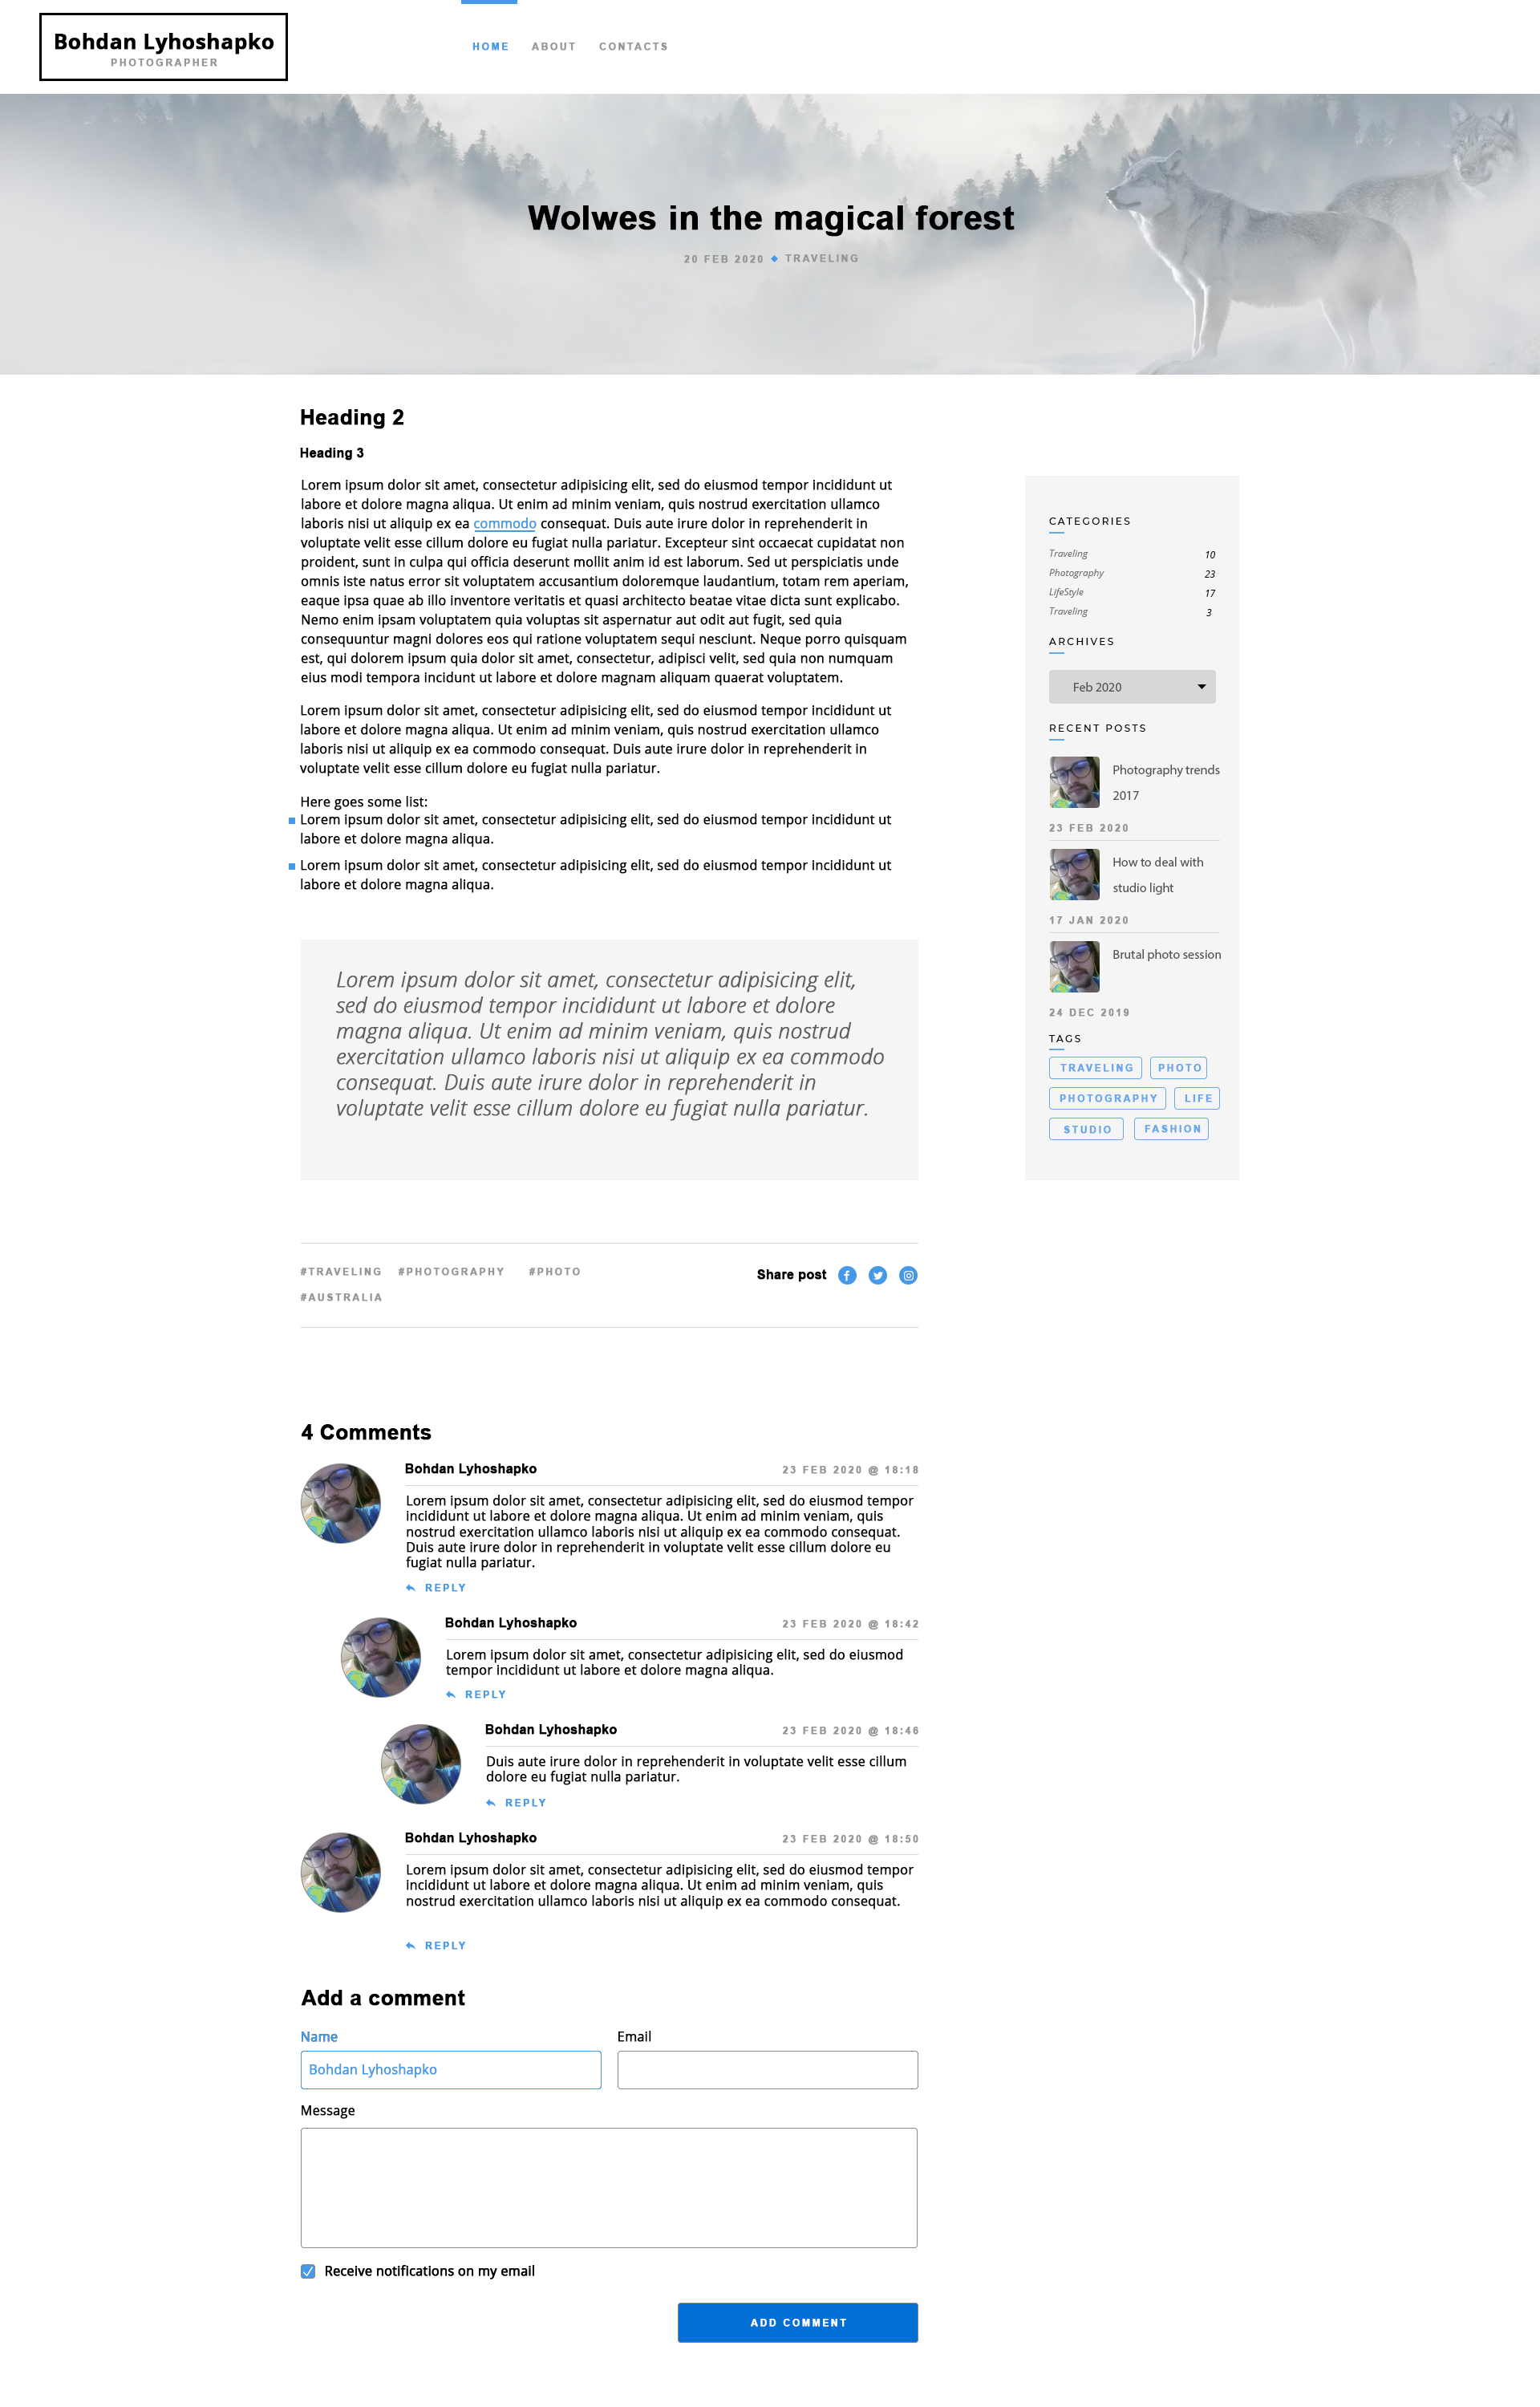 Bohdan Lyhoshapko
PHOTOGRAPHER
HOME ABOUT CONTACTS
Wolwes in the magical forest
20 FEB 2020 TRAVELING
Heading 2
Heading 3
Lorem ipsum dolor sit amet, consectetur adipisicing elit, sed do eiusmod tempor incididunt ut
labore et dolore magna aliqua. Ut enim ad minim veniam, quis nostrud exercitation ullamco
laboris nisi ut aliquip ex ea commodo consequat. Duis aute irure dolor in reprehenderit in
voluptate velit esse cillum dolore eu fugiat nulla pariatur. Excepteur sint occaecat cupidatat non
proident, sunt in culpa qui officia deserunt mollit anim id est laborum. Sed ut perspiciatis unde
omnis iste natus error sit voluptatem accusantium doloremque laudantium, totam rem aperiam,
eaque ipsa quae ab illo inventore veritatis et quasi architecto beatae vitae dicta sunt explicabo.
Nemo enim ipsam voluptatem quia voluptas sit aspernatur aut odit aut fugit, sed quia
consequuntur magni dolores eos qui ratione voluptatem sequi nesciunt. Neque porro quisquam
est, qui dolorem ipsum quia dolor sit amet, consectetur, adipisci velit, sed quia non numquam
eius modi tempora incidunt ut labore et dolore magnam aliquam quaerat voluptatem.
Lorem ipsum dolor sit amet, consectetur adipisicing elit, sed do eiusmod tempor incididunt ut
labore et dolore magna aliqua. Ut enim ad minim veniam, quis nostrud exercitation ullamco
laboris nisi ut aliquip ex ea commodo consequat. Duis aute irure dolor in reprehenderit in
voluptate velit esse cillum dolore eu fugiat nulla pariatur.
Here goes some list:
Lorem ipsum dolor sit amet, consectetur adipisicing elit, sed do eiusmod tempor incididunt ut
labore et dolore magna aliqua.
Lorem ipsum dolor sit amet, consectetur adipisicing elit, sed do eiusmod tempor incididunt ut
labore et dolore magna aliqua.
Lorem ipsum dolor sit amet, consectetur adipisicing elit,
sed do eiusmod tempor incididunt ut labore et dolore
magna aliqua. Ut enim ad minim veniam, quis nostrud
exercitation ullamco laboris nisi ut aliquip ex ea commodo
consequat. Duis aute irure dolor in reprehenderit in
voluptate velit esse cillum dolore eu fugiat nulla pariatur.
CATEGORIES
Traveling 10
Photography 23
LifeStyle 17
Traveling 3
ARCHIVES
Feb 2020
RECENT POSTS
Photography trends
2017
23 FEB 2020
How to deal with
studio light
17 JAN 2020
Brutal photo session
24 DEC 2019
TAGS
TRAVELING PHOTO
PHOTOGRAPHY LIFE
STUDIO FASHION
#TRAVELING #PHOTOGRAPHY #PHOTO
#AUSTRALIA
Share post
4 Comments
Bohdan Lyhoshapko 23 FEB 2020 @ 18:18
Lorem ipsum dolor sit amet, consectetur adipisicing elit, sed do eiusmod tempor
incididunt ut labore et dolore magna aliqua. Ut enim ad minim veniam, quis
nostrud exercitation ullamco laboris nisi ut aliquip ex ea commodo consequat.
Duis aute irure dolor in reprehenderit in voluptate velit esse cillum dolore eu
fugiat nulla pariatur.
REPLY
Bohdan Lyhoshapko 23 FEB 2020 @ 18:42
Lorem ipsum dolor sit amet, consectetur adipisicing elit, sed do eiusmod
tempor incididunt ut labore et dolore magna aliqua.
REPLY
Bohdan Lyhoshapko 23 FEB 2020 @ 18:46
Duis aute irure dolor in reprehenderit in voluptate velit esse cillum
dolore eu fugiat nulla pariatur.
REPLY
Bohdan Lyhoshapko 23 FEB 2020 @ 18:50
Lorem ipsum dolor sit amet, consectetur adipisicing elit, sed do eiusmod tempor
incididunt ut labore et dolore magna aliqua. Ut enim ad minim veniam, quis
nostrud exercitation ullamco laboris nisi ut aliquip ex ea commodo consequat.
REPLY
Add a comment
Name Email
Bohdan Lyhoshapko
Message
Receive notifications on my email
ADD COMMENT